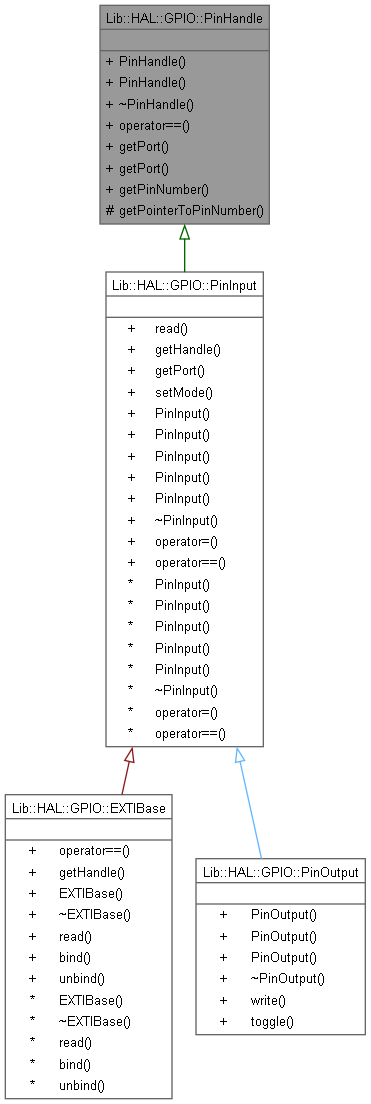 Lib::HAL::GPIO::PinHandle
+ PinHandle()
+ PinHandle()
+ ~PinHandle()
+ operator==()
+ getPort()
+ getPort()
+ getPinNumber()
# getPointerToPinNumber()
Lib::HAL::GPIO::PinInput
+ read()
+ getHandle()
+ getPort()
+ setMode()
+ PinInput()
+ PinInput()
+ PinInput()
+ PinInput()
+ PinInput()
+ ~PinInput()
+ operator=()
+ operator==()
* PinInput()
* PinInput()
* PinInput()
* PinInput()
* PinInput()
* ~PinInput()
* operator=()
* operator==()
Lib::HAL::GPIO::EXTIBase
+ operator==()
+ getHandle()
+ EXTIBase()
+ ~EXTIBase()
+ read()
+ bind()
+ unbind()
* EXTIBase()
* ~EXTIBase()
* read()
* bind()
* unbind()
Lib::HAL::GPIO::PinOutput
+ PinOutput()
+ PinOutput()
+ PinOutput()
+ ~PinOutput()
+ write()
+ toggle()